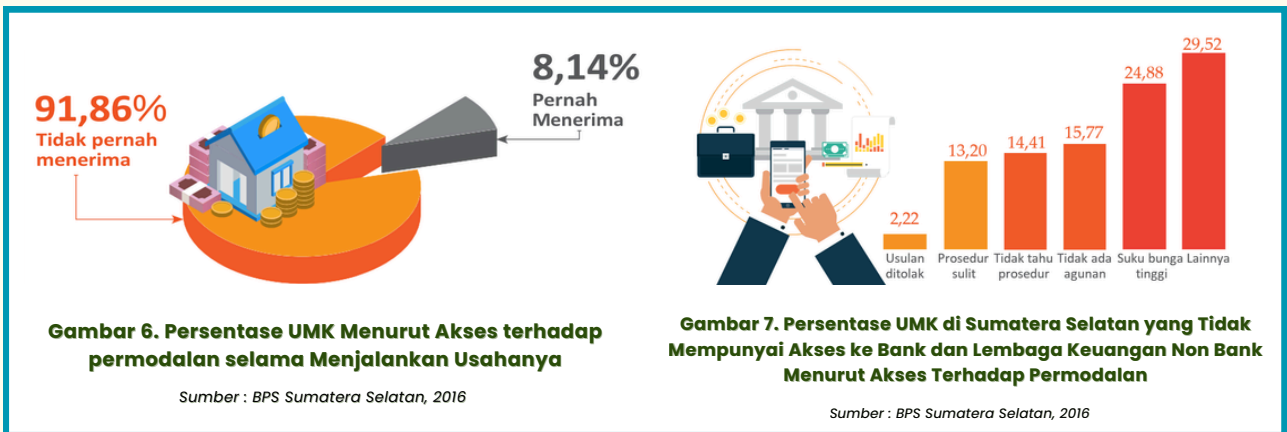 91,86%
Tidak pernah
menerima
8,14%
Pernah
Menerima
Gambar 6. Persentase UMK Menurut Akses terhadap
permodalan selama Menjalankan Usahanya
Sumber : BPS Sumatera Selatan, 2016
2,22
13,20
14,41
15,77
24,88
29,52
Usulan
ditolak
Prosedur
sulit
Tidak tahu
prosedur
Tidak ada
agunan
Suku bunga
tinggi
Lainnya
Gambar 7. Persentase UMK di Sumatera Selatan yang Tidak
Mempunyai Akses ke Bank dan Lembaga Keuangan Non Bank
Menurut Akses Terhadap Permodalan
Sumber : BPS Sumatera Selatan, 2016